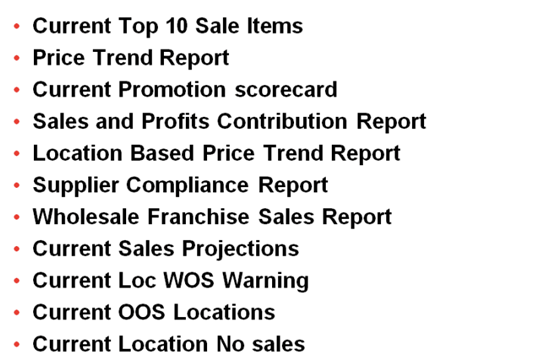 • Current Top 10 Sale Items
• Price Trend Report
• Current Promotion scorecard
• Sales and Profits Contribution Report
• Location Based Price Trend Report
• Supplier Compliance Report
• Wholesale Franchise Sales Report
• Current Sales Projections
• Current Loc WOS Warning
• Current OOS Locations
• Current Location No sales